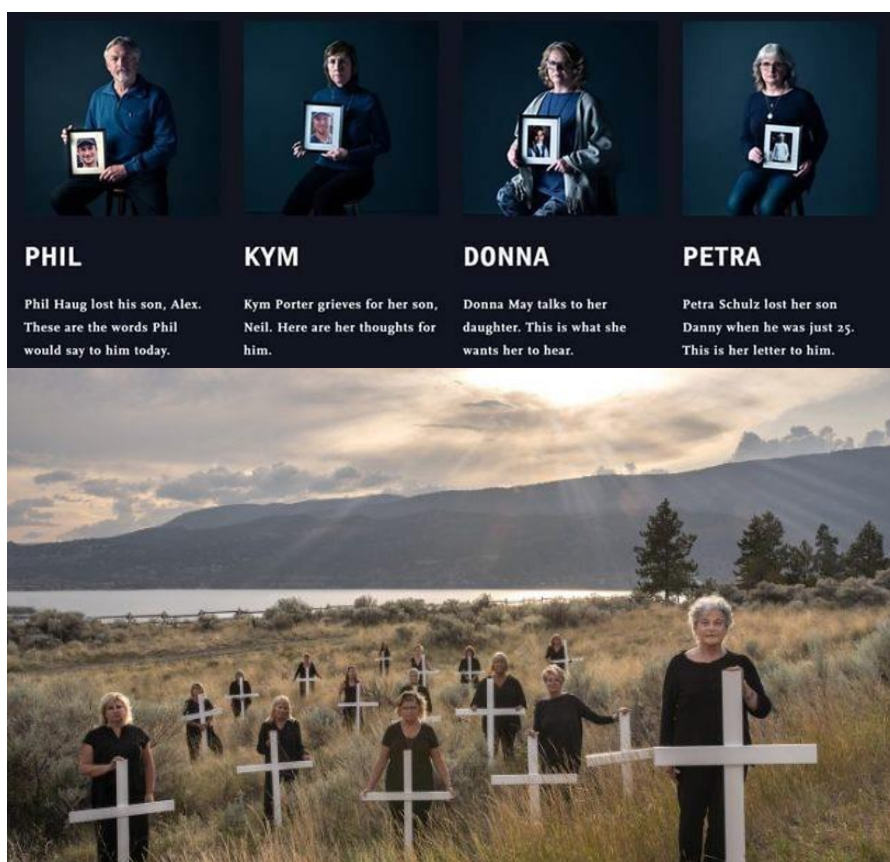 PHIL
Phil Haug lost his son, Alex.
These are the words Phil
would say to him today.
KYM
Kym Porter grieves for her son,
Neil. Here are her thoughts for
him.
DONNA
Donna May talks to her
daughter. This is what she
wants her to hear.
PETRA
Petra Schulz lost her son
Danny when he was just 25.
This is her letter to him.